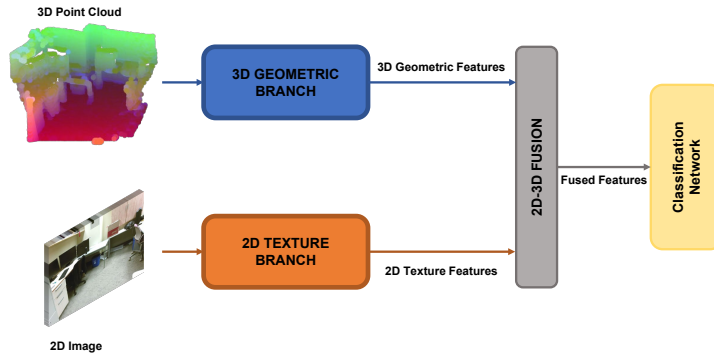 3D Point Cloud
3D GEOMETRIC
BRANCH
3D Geometric Features
2D-3D FUSION
Fused Features
Classification
Network
2D TEXTURE
BRANCH
2D Texture Features
2D Image